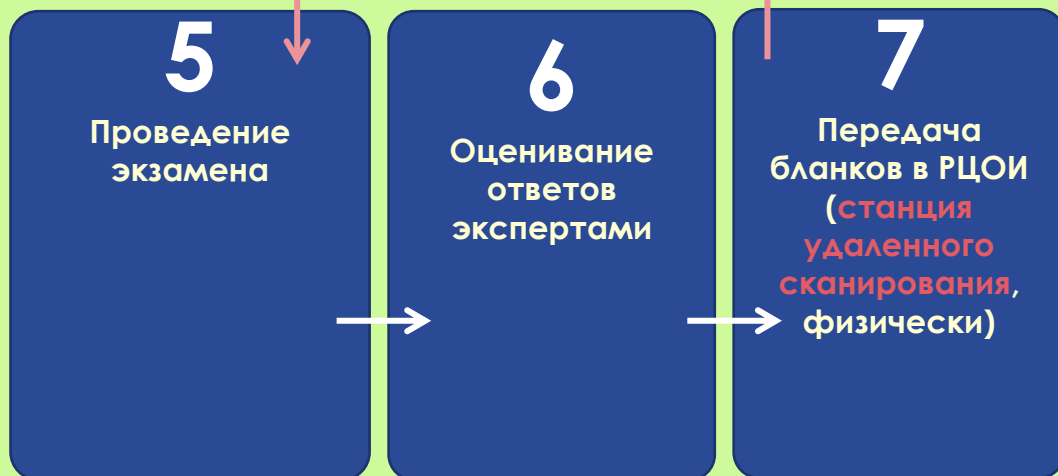 5
Проведение
экзамена
6
Оценивание
ответов
экспертами
7
Передача
бланков в РЦОИ
(станция
удаленного
сканирования,
физически)